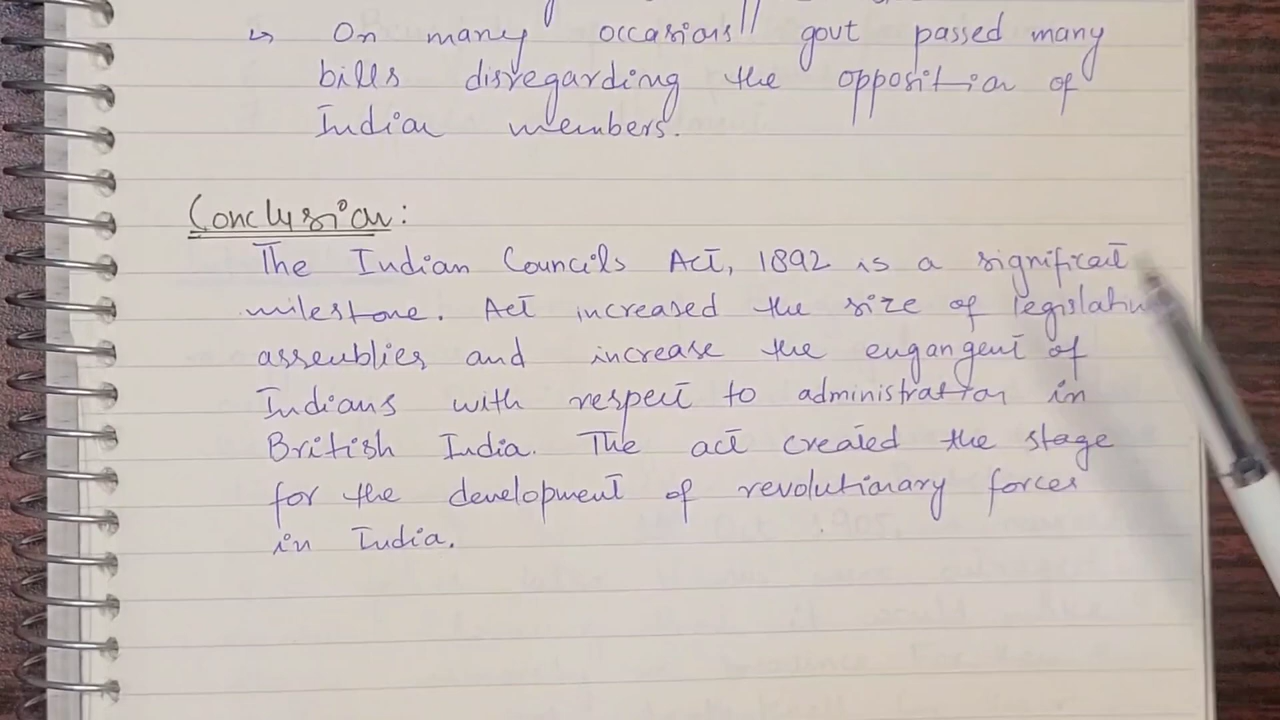 ↳ On many occasions govt passed many
bills disregarding the opposition of
Indian members.
Conclusion:
The Indian Councils Act, 1892 is a significant
milestone. Act increased the size of legislative
assemblies and increase the engangent of
Indians with respect to administration in
British India. The act created the stage
for the development of revolutionary forces
in India.